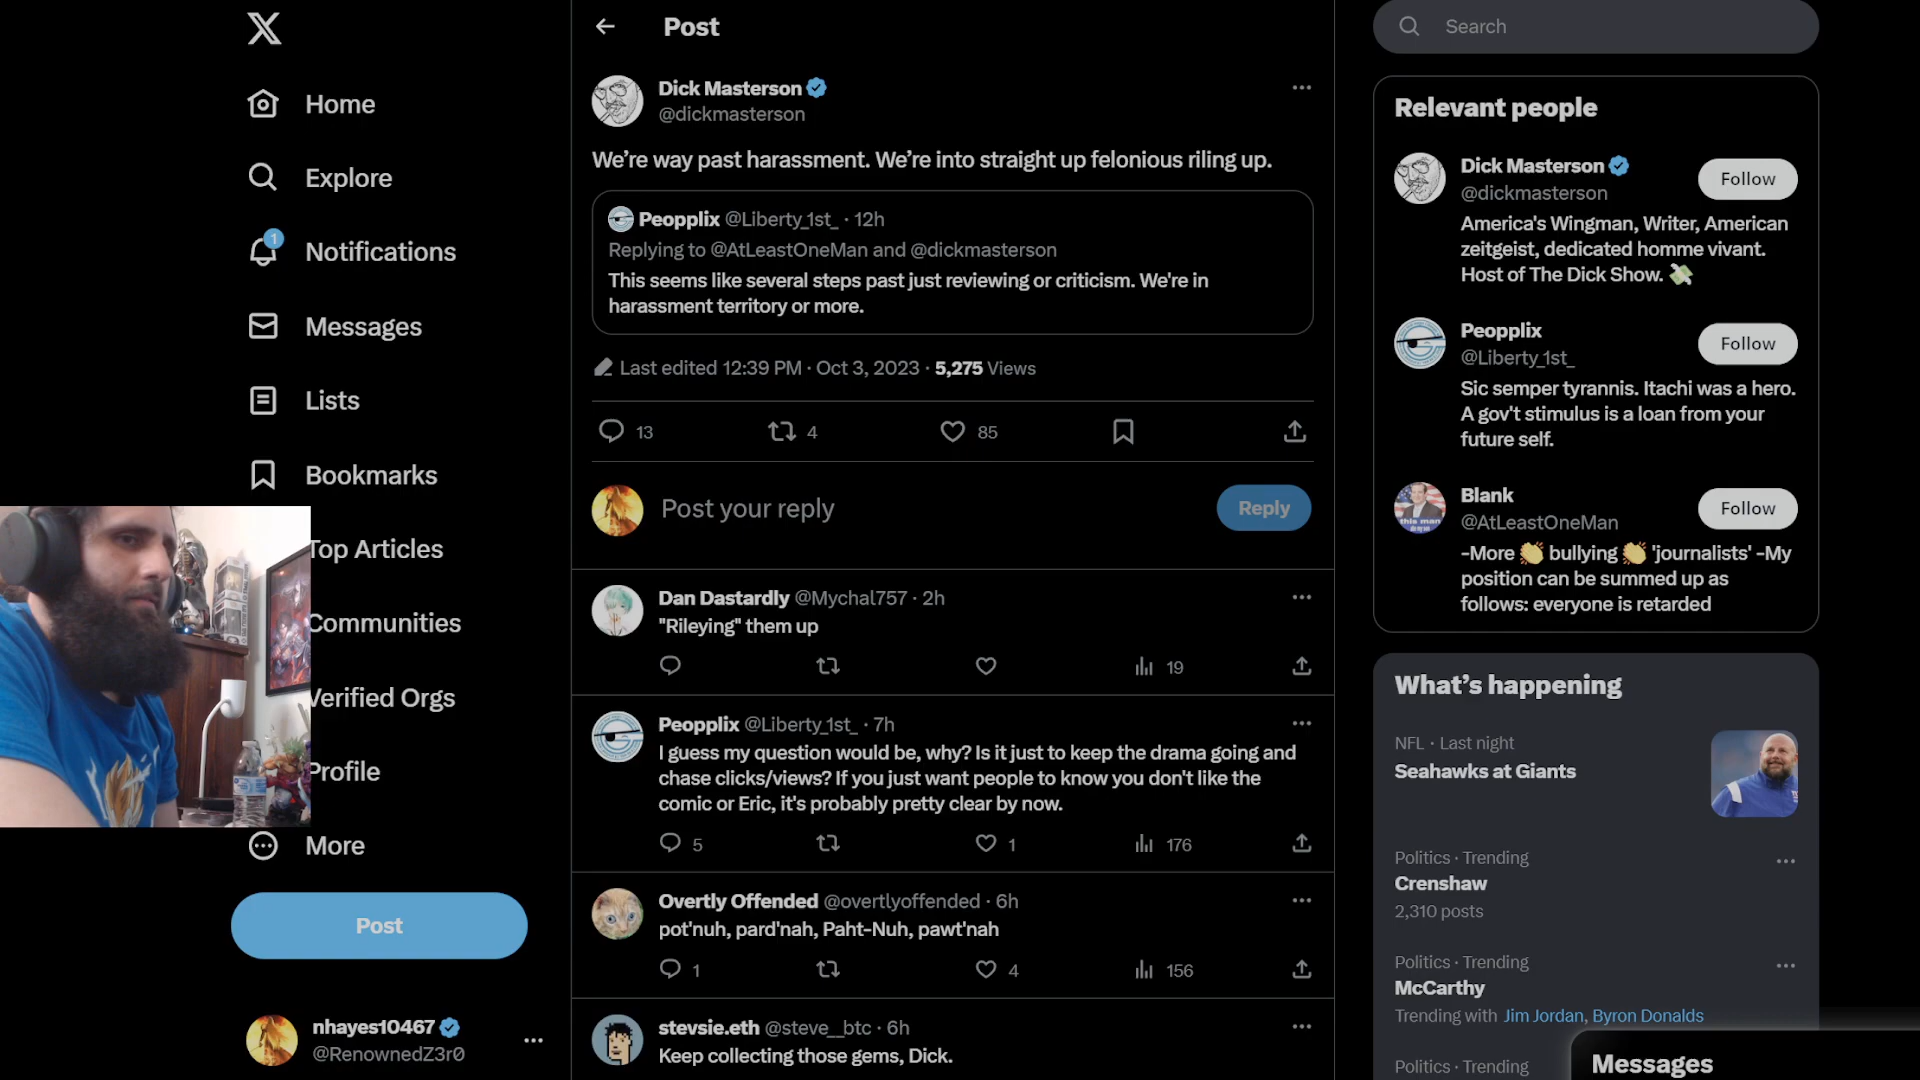 Home
Explore
1
Notifications
Messages
Lists
Bookmarks
Top Articles
Communities
Verified Orgs
Profile
More
Post
nhayes10467
@RenownedZ3r0
Post
Dick Masterson
@dickmasterson
We're way past harassment. We're into straight up felonious riling up.
Peopplix @Liberty_1st_ · 12h
Replying to @AtLeastOneMan and @dickmasterson
This seems like several steps past just reviewing or criticism. We're in
harassment territory or more.
Last edited 12:39 PM · Oct 3, 2023 · 5,275 Views
13 4 85
Post your reply
Reply
Dan Dastardly @Mychal757 · 2h
"Rileying" them up
19
Peopplix @Liberty_1st_ · 7h
I guess my question would be, why? Is it just to keep the drama going and
chase clicks/views? If you just want people to know you don't like the
comic or Eric, it's probably pretty clear by now.
5 1 176
Overtly Offended @overtlyoffended · 6h
pot'nuh, pard'nah, Paht-Nuh, pawt'nah
1 4 156
stevsie.eth @steve__btc · 6h
Keep collecting those gems, Dick.
Search
Relevant people
Dick Masterson
@dickmasterson
Follow
America's Wingman, Writer, American
zeitgeist, dedicated homme vivant.
Host of The Dick Show. 💸
Peopplix
@Liberty_1st_
Follow
Sic semper tyrannis. Itachi was a hero.
A gov't stimulus is a loan from your
future self.
Blank
@AtLeastOneMan
Follow
this man
-More 👏 bullying 👏 'journalists' -My
position can be summed up as
follows: everyone is retarded
What's happening
NFL · Last night
Seahawks at Giants
Politics · Trending
Crenshaw
2,310 posts
Politics · Trending
McCarthy
Trending with Jim Jordan, Byron Donalds
Politics · Trending
Messages